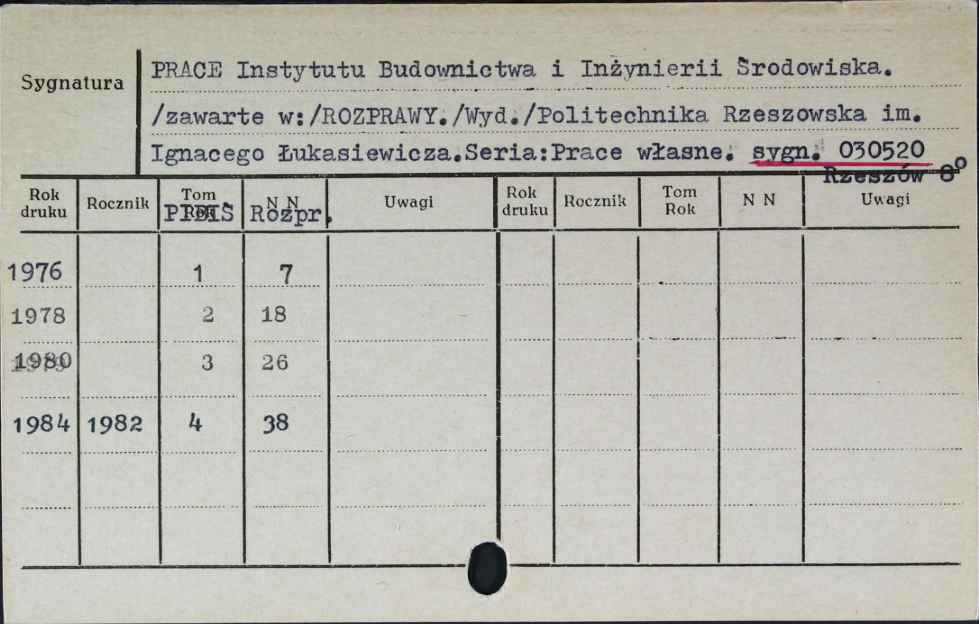 Sygnatura
PRACE Instytutu Budownictwa i Inżynierii Środowiska.
/zawarte w:/ROZPRAWY./Wyd./Politechnika Rzeszowska im.
Ignacego Łukasiewicza.Seria:Prace własne. sygn. 030520
Rzeszów 8°
Rok druku Rocznik Tom Rok N N Uwagi Rok druku Rocznik Tom Rok N N Uwagi
Rozpr.
1976 1 7
1978 2 18
1980 3 26
1984 1982 4 38